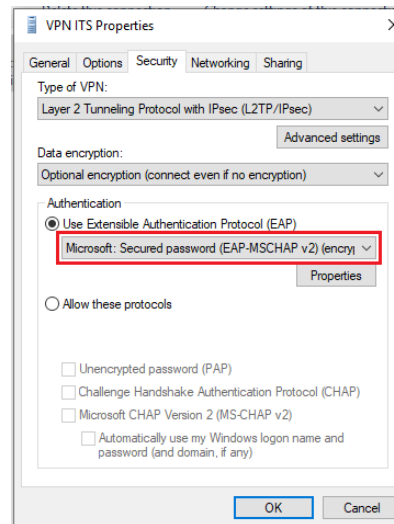 VPN ITS Properties
General Options Security Networking Sharing
Type of VPN:
Layer 2 Tunneling Protocol with IPsec (L2TP/IPsec)
Advanced settings
Data encryption:
Optional encryption (connect even if no encryption)
Authentication
Use Extensible Authentication Protocol (EAP)
Microsoft: Secured password (EAP-MSCHAP v2) (encry
Properties
Allow these protocols
Unencrypted password (PAP)
Challenge Handshake Authentication Protocol (CHAP)
Microsoft CHAP Version 2 (MS-CHAP v2)
Automatically use my Windows logon name and
password (and domain, if any)
OK Cancel